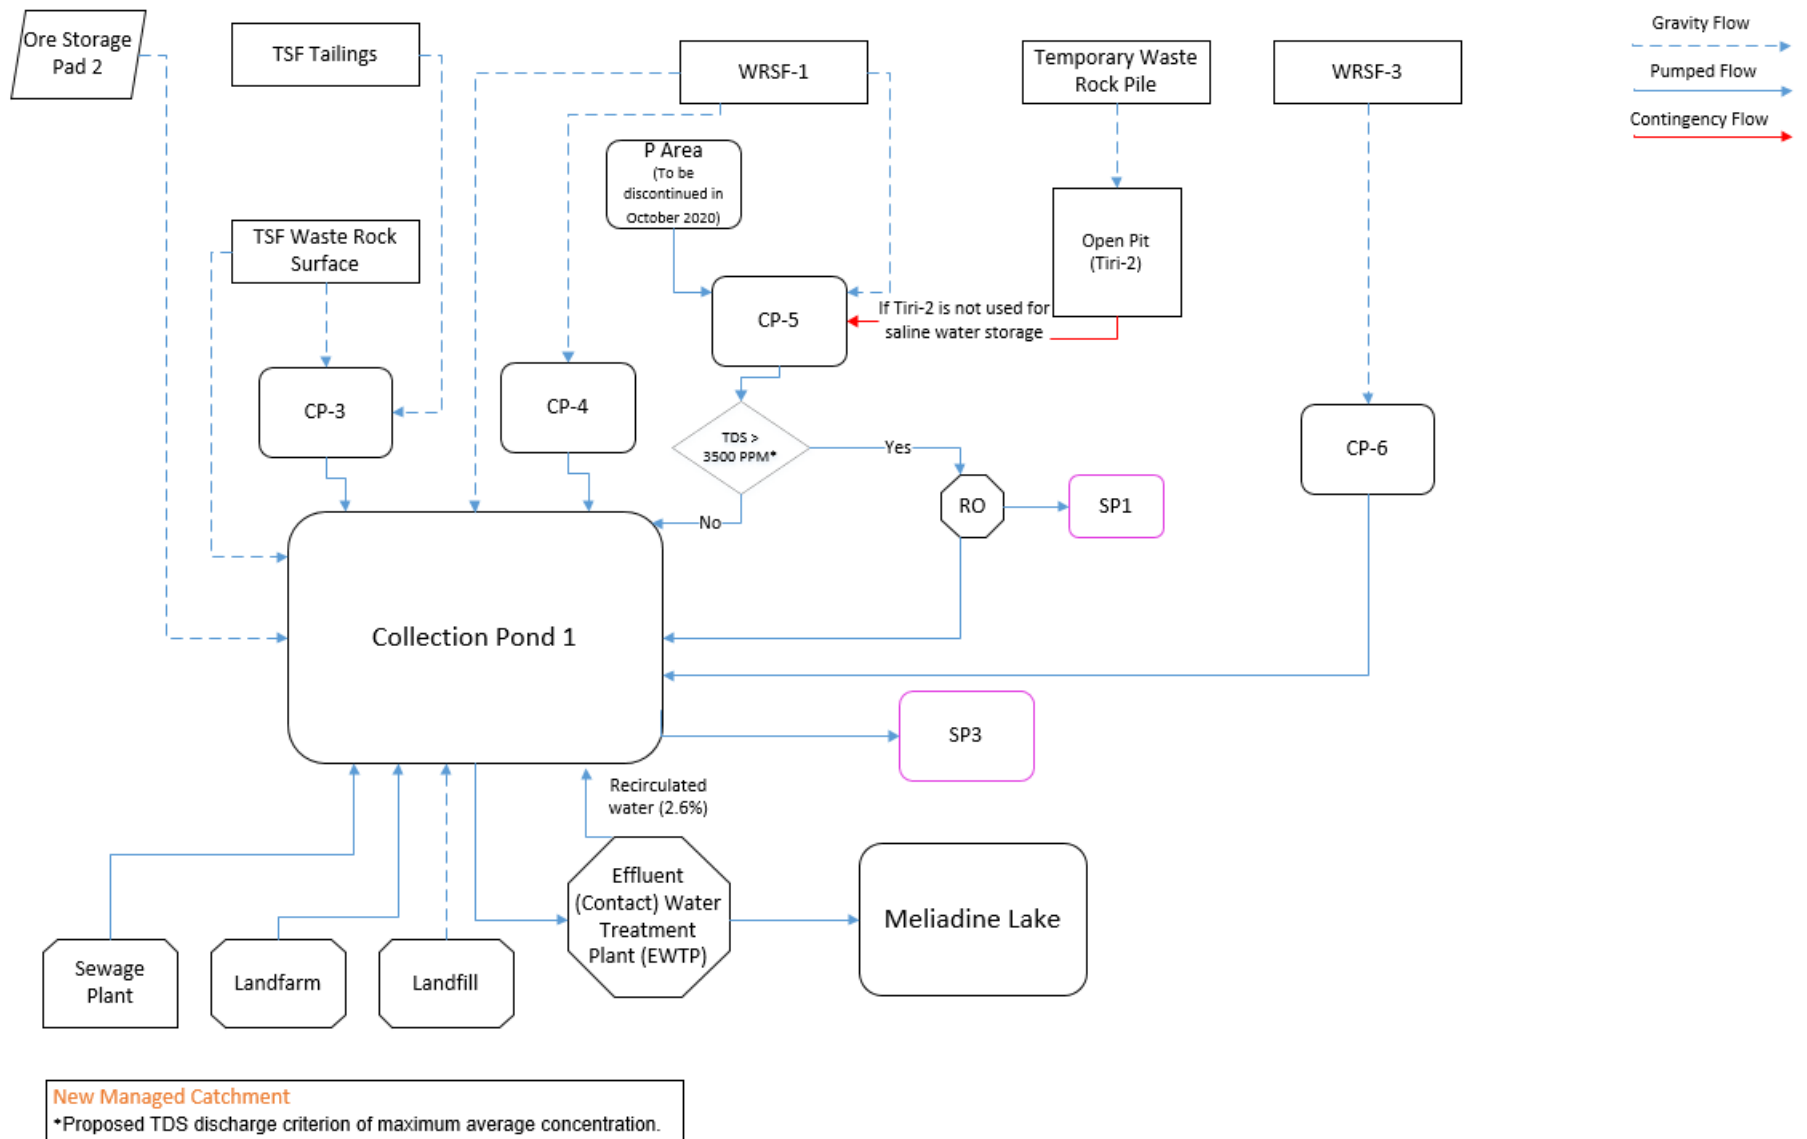 Ore Storage
Pad 2
TSF Tailings
WRSF-1
Temporary Waste
Rock Pile
WRSF-3
Gravity Flow
Pumped Flow
Contingency Flow
P Area
(To be
discontinued in
October 2020)
TSF Waste Rock
Surface
Open Pit
(Tiri-2)
CP-5
If Tiri-2 is not used for
saline water storage
CP-3
CP-4
TDS >
3500 PPM*
Yes
No
RO
SP1
CP-6
Collection Pond 1
SP3
Recirculated
water (2.6%)
Effluent
(Contact) Water
Treatment
Plant (EWTP)
Meliadine Lake
Sewage
Plant
Landfarm
Landfill
New Managed Catchment
*Proposed TDS discharge criterion of maximum average concentration.